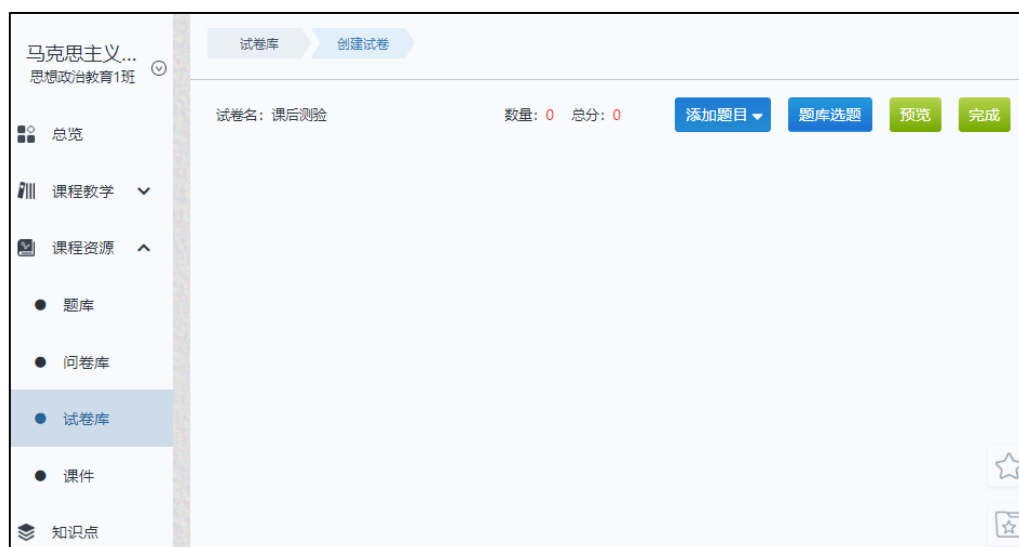 马克思主义...
思想政治教育1班
总览
课程教学
课程资源
题库
问卷库
试卷库
课件
知识点
试卷库 创建试卷
试卷名：课后测验 数量：0 总分：0 添加题目 题库选题 预览 完成